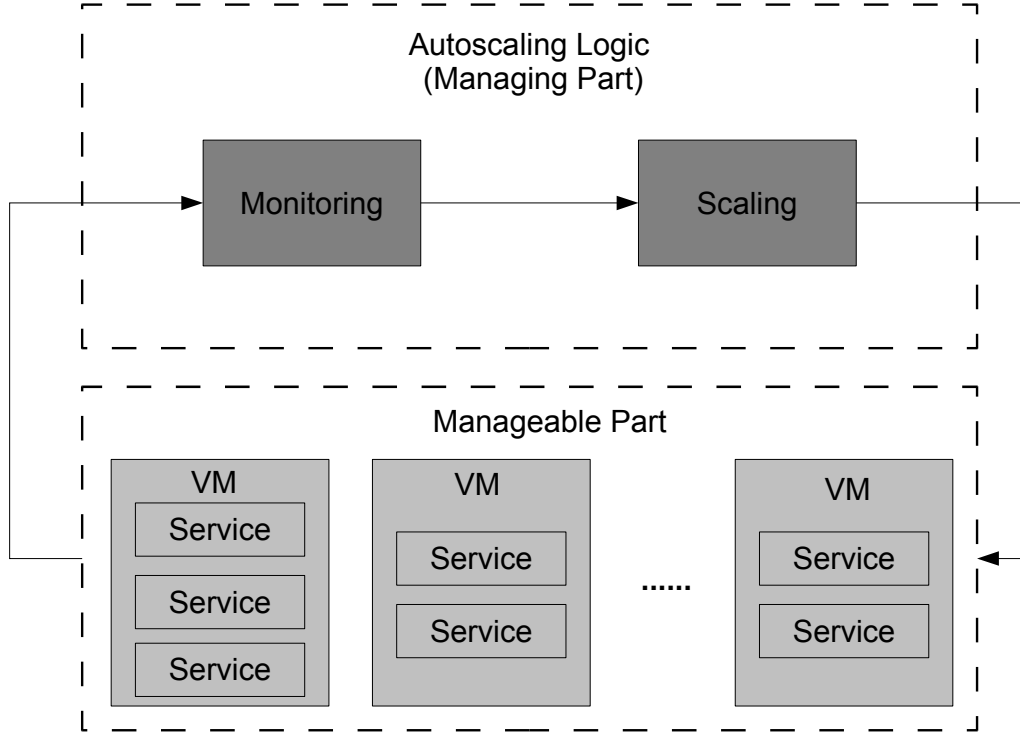 Autoscaling Logic
(Managing Part)
Monitoring
Scaling
Manageable Part
VM
Service
Service
Service
VM
Service
Service
......
VM
Service
Service